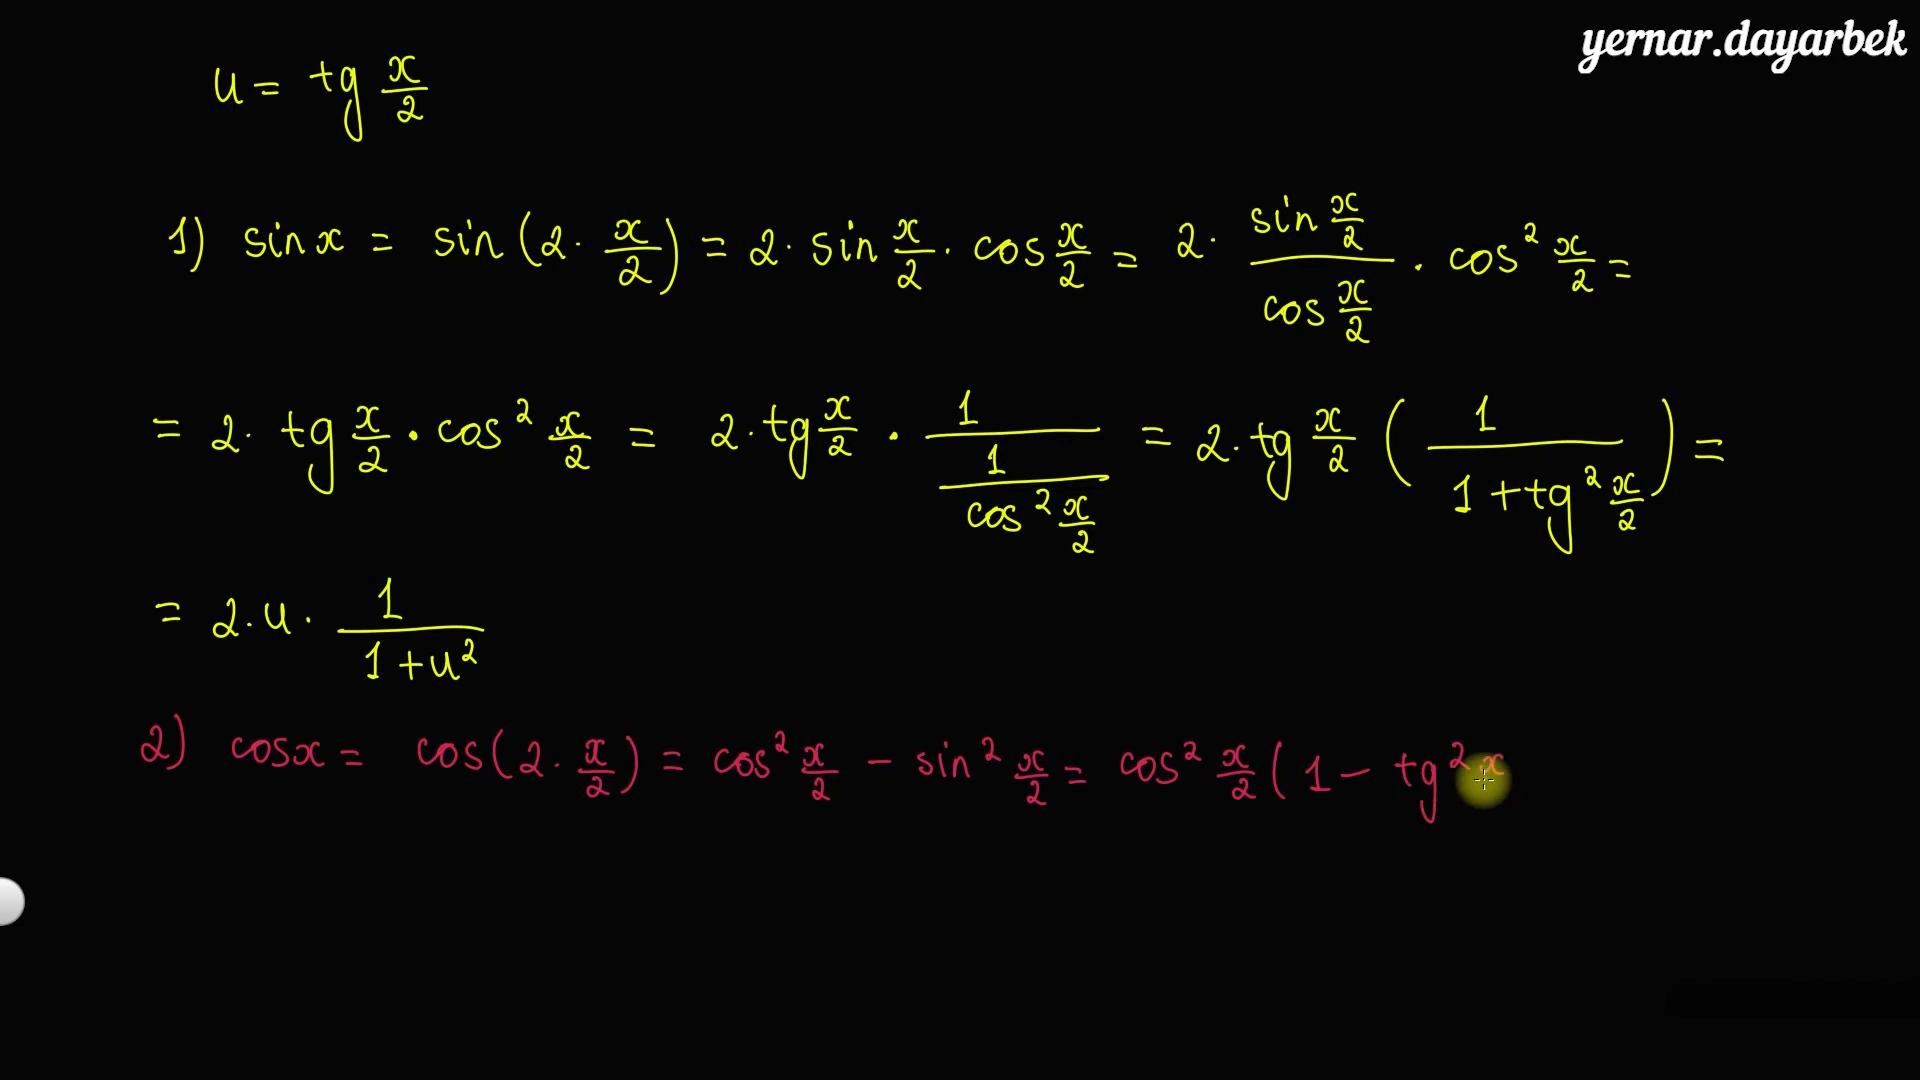 yernar.dayarbek
u = tg x/2
1) sin x = sin(2 · x/2) = 2 · sin x/2 · cos x/2 = 2 · (sin x/2)/(cos x/2) · cos² x/2 =
= 2 · tg x/2 · cos² x/2 = 2 · tg x/2 · 1/(1/(cos² x/2)) = 2 · tg x/2 (1/(1 + tg² x/2)) =
= 2 · u · 1/(1 + u²)
2) cos x = cos(2 · x/2) = cos² x/2 − sin² x/2 = cos² x/2 (1 − tg² x